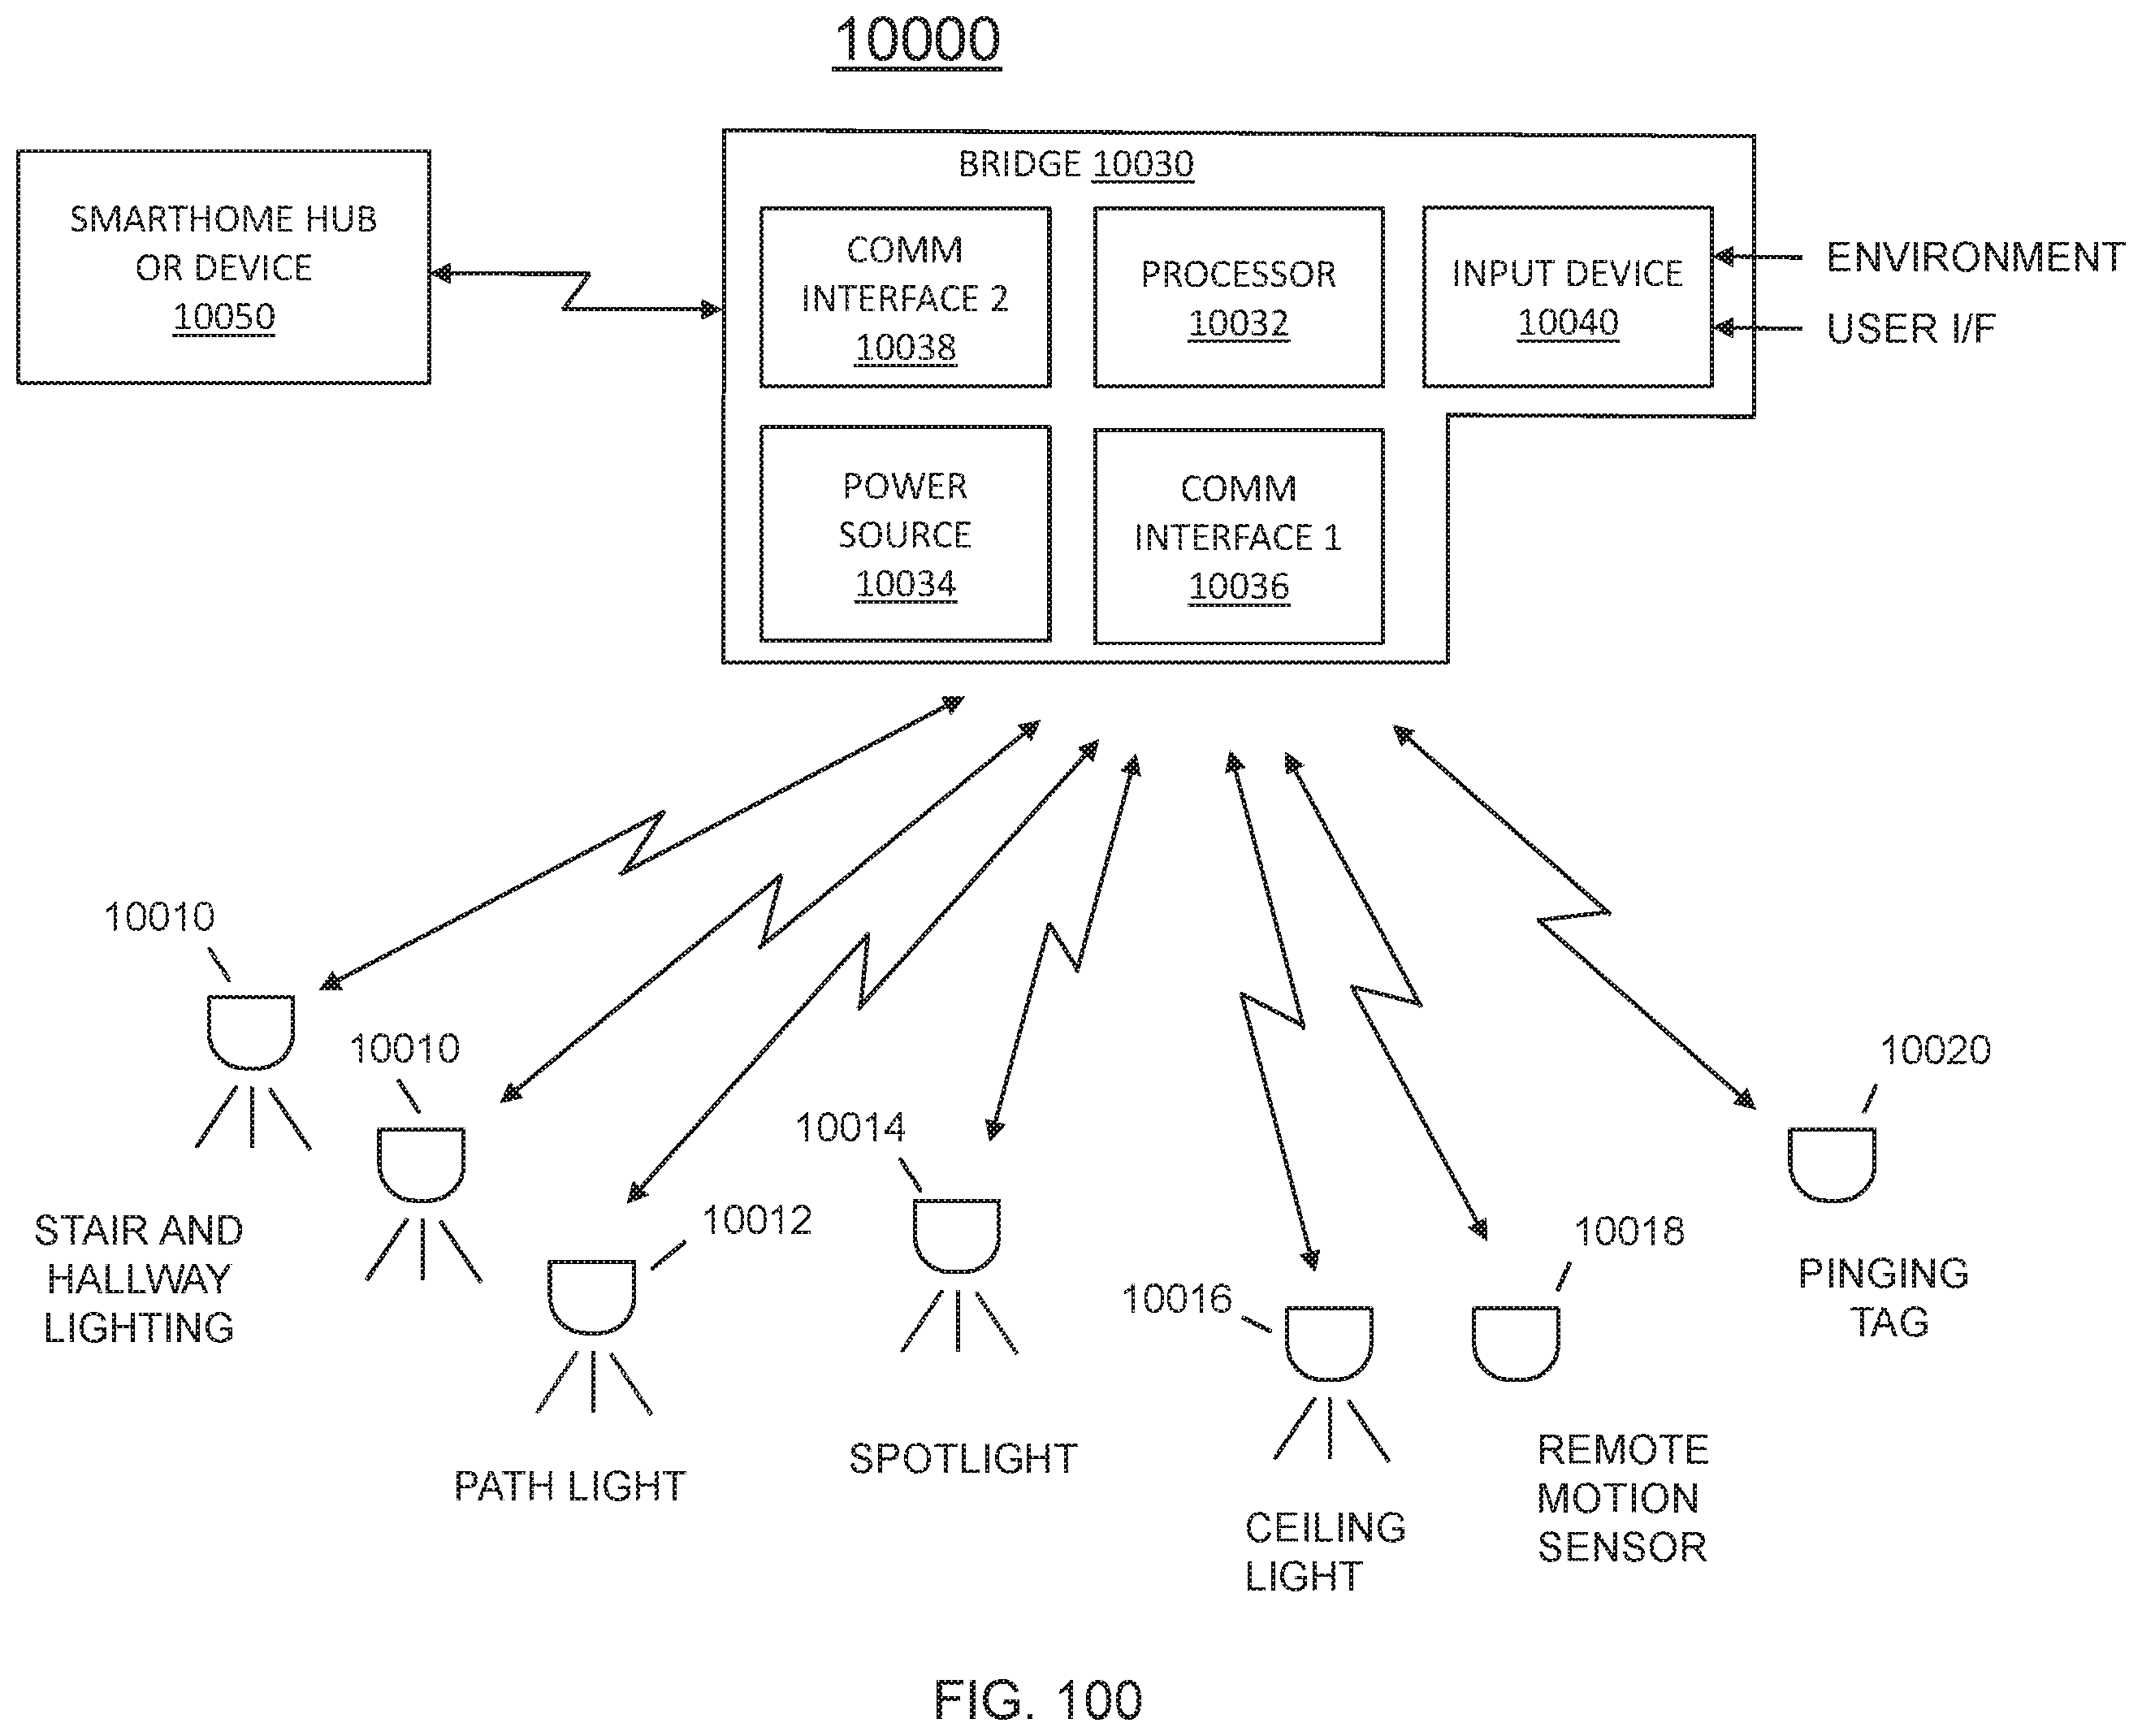 10000
SMARTHOME HUB
OR DEVICE
10050
BRIDGE 10030
COMM
INTERFACE 2
10038
PROCESSOR
10032
INPUT DEVICE
10040
ENVIRONMENT
USER I/F
POWER
SOURCE
10034
COMM
INTERFACE 1
10036
10010
STAIR AND
HALLWAY
LIGHTING
10010
10012
PATH LIGHT
10014
SPOTLIGHT
10016
CEILING
LIGHT
10018
REMOTE
MOTION
SENSOR
10020
PINGING
TAG
FIG. 100